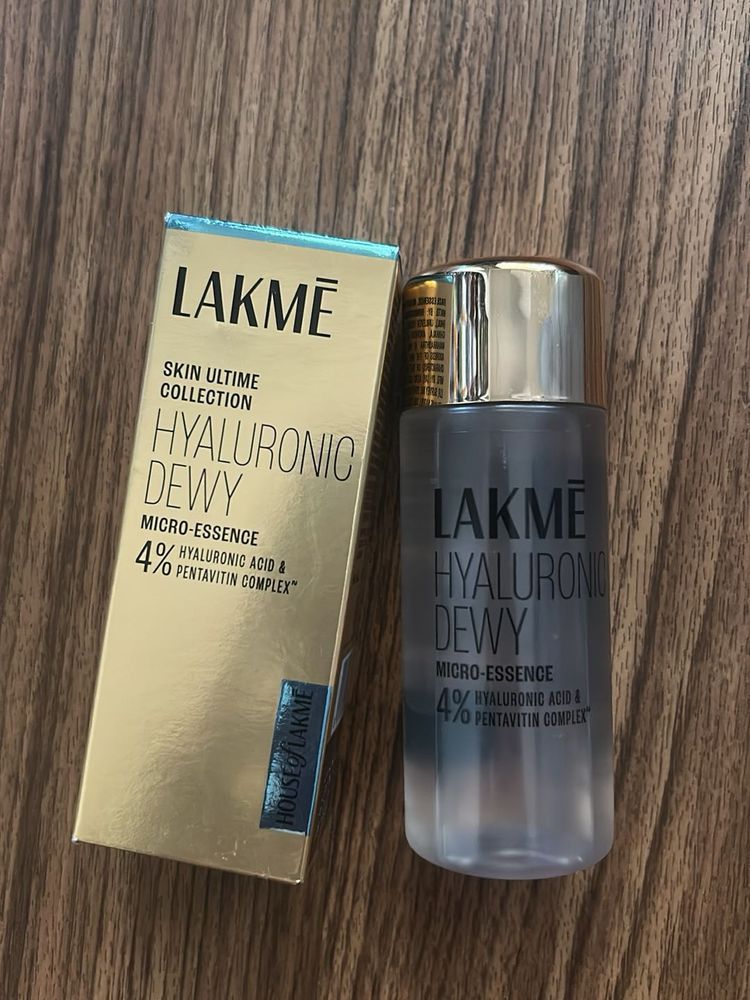 LAKMĒ
SKIN ULTIME
COLLECTION
HYALURONIC
DEWY
MICRO-ESSENCE
4% HYALURONIC ACID &
PENTAVITIN COMPLEX™
HOUSE of LAKMĒ
LAKMĒ
HYALURONIC
DEWY
MICRO-ESSENCE
4% HYALURONIC ACID &
PENTAVITIN COMPLEX™